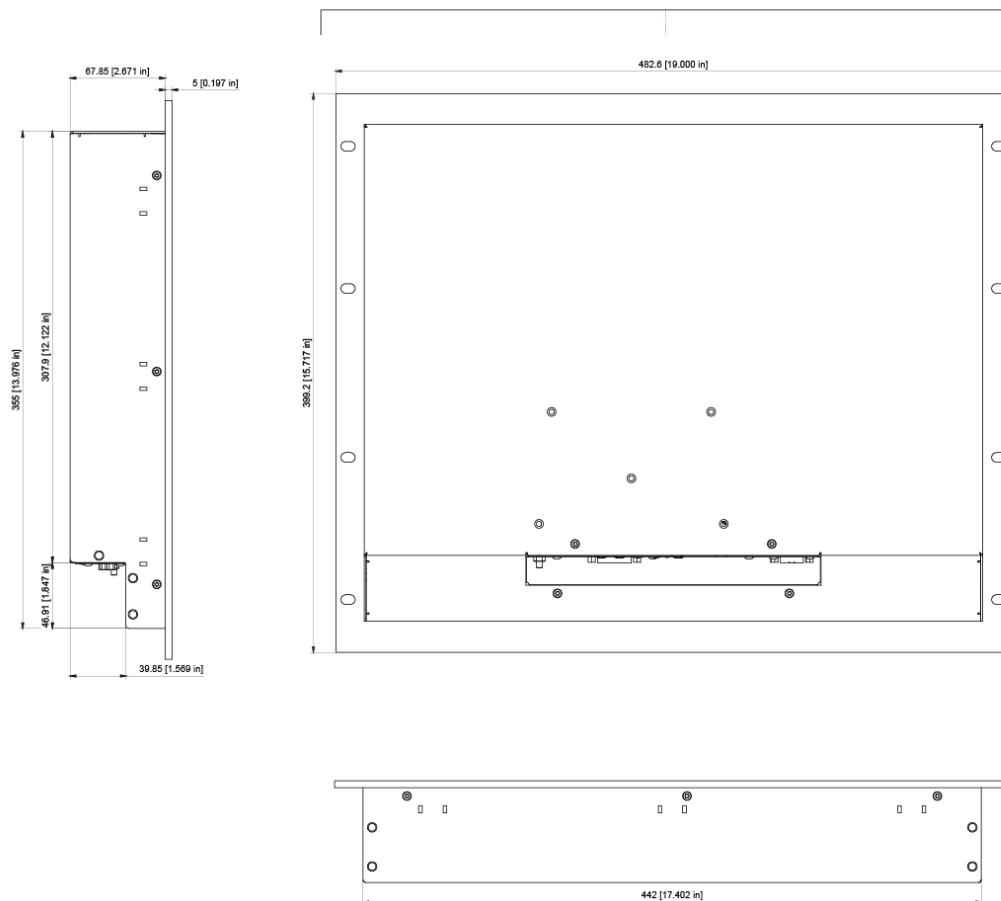 482.6 [19.000 in]
67.85 [2.671 in]
5 [0.197 in]
355 [13.976 in]
307.9 [12.122 in]
399.2 [15.717 in]
46.91 [1.847 in]
39.85 [1.569 in]
442 [17.402 in]